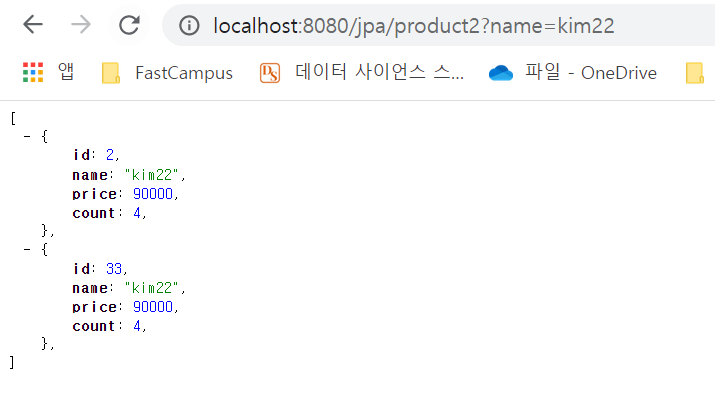 localhost:8080/jpa/product2?name=kim22
앱 FastCampus DS 데이터 사이언스 스... 파일 - OneDrive
[
- {
id: 2,
name: "kim22",
price: 90000,
count: 4,
},
- {
id: 33,
name: "kim22",
price: 90000,
count: 4,
},
]